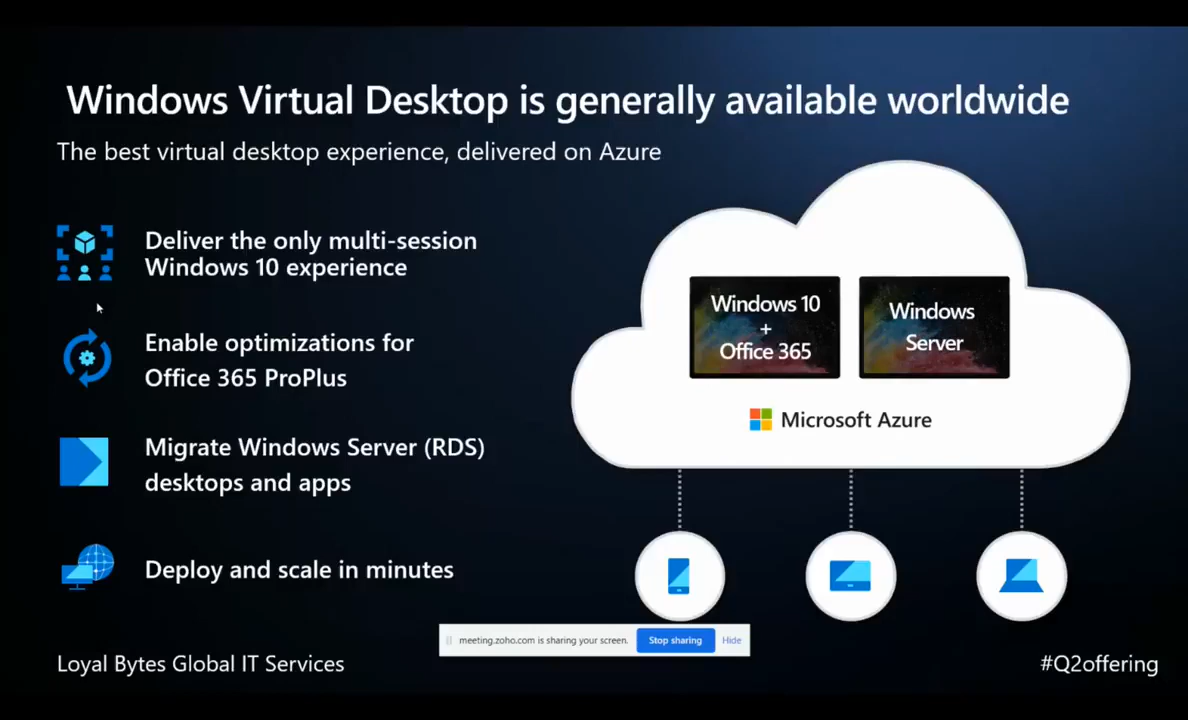 Windows Virtual Desktop is generally available worldwide
The best virtual desktop experience, delivered on Azure
Deliver the only multi-session
Windows 10 experience
Enable optimizations for
Office 365 ProPlus
Migrate Windows Server (RDS)
desktops and apps
Deploy and scale in minutes
Windows 10
+
Office 365
Windows
Server
Microsoft Azure
meeting.zoho.com is sharing your screen. Stop sharing Hide
Loyal Bytes Global IT Services
#Q2offering